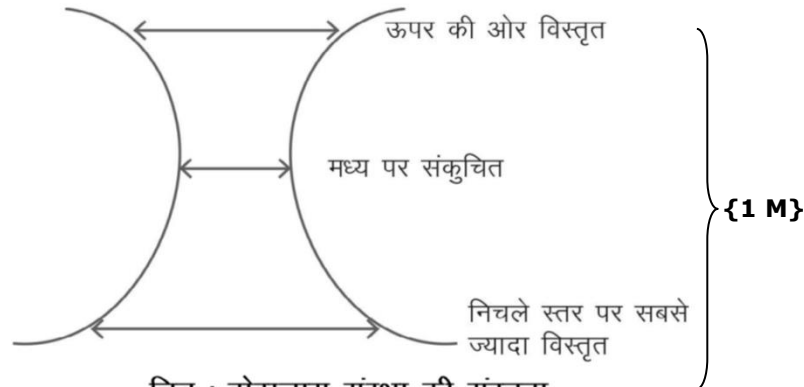 ऊपर की ओर विस्तृत
मध्य पर संकुचित
{1 M}
निचले स्तर पर सबसे
ज्यादा विस्तृत